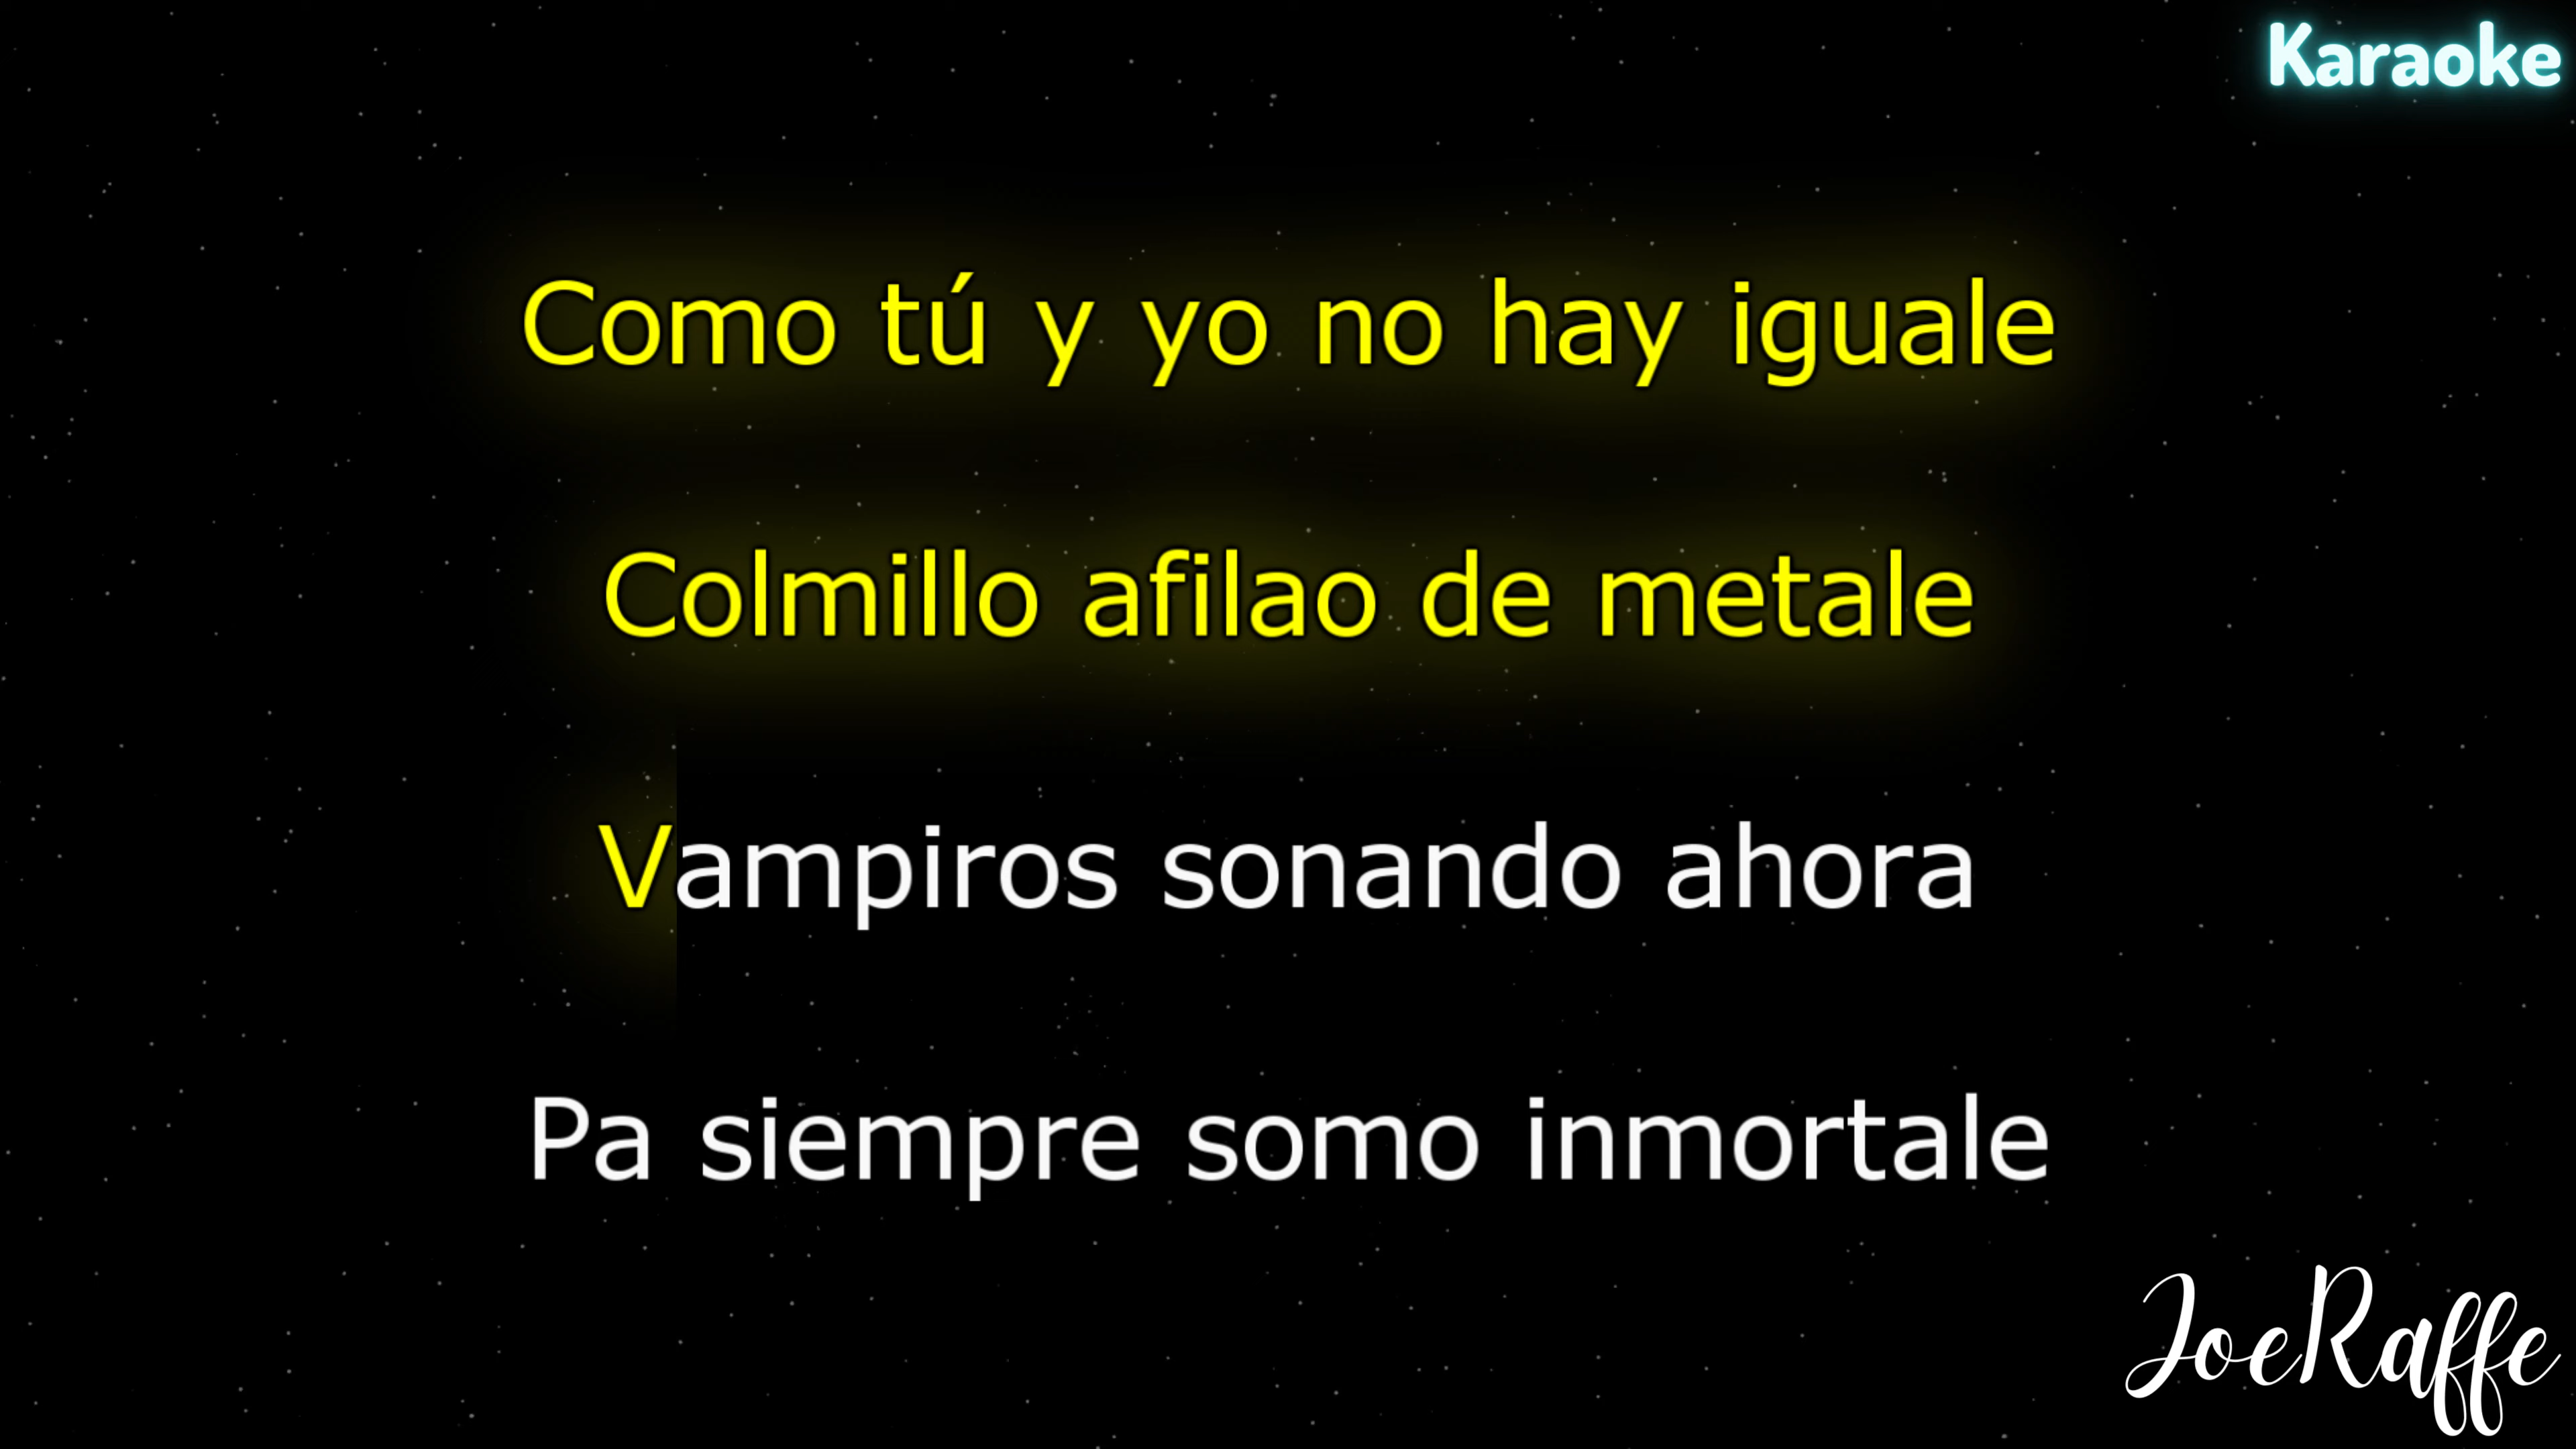 Karaoke
Como tú y yo no hay iguale
Colmillo afilao de metale
Vampiros sonando ahora
Pa siempre somo inmortale
JoeRaffe